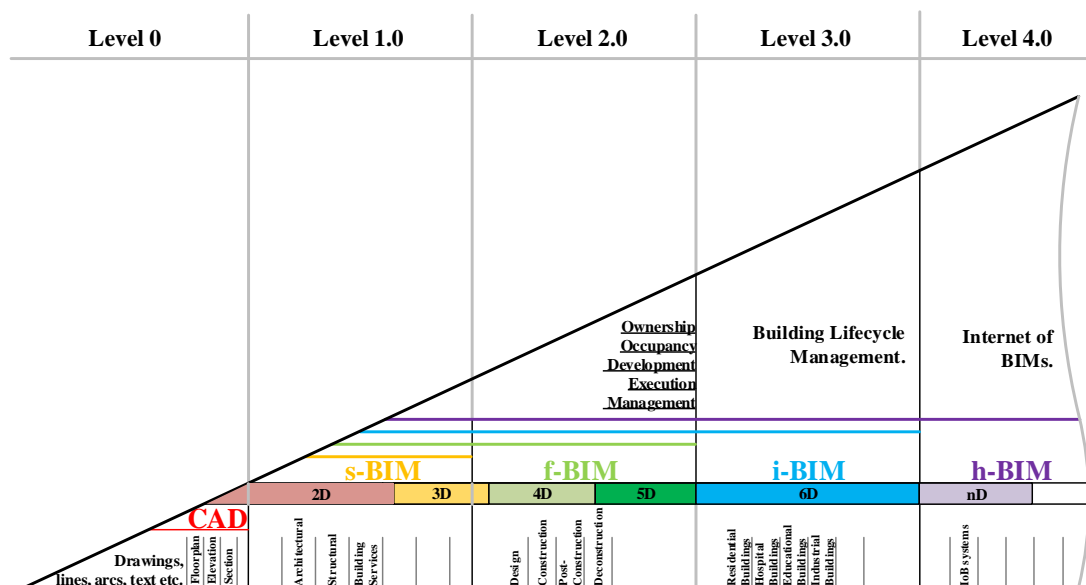 Level 0
Level 1.0
Level 2.0
Level 3.0
Level 4.0
Ownership
Occupancy
Development
Execution
Management
Building Lifecycle
Management.
Internet of
BIMs.
s-BIM
f-BIM
i-BIM
h-BIM
2D
3D
4D
5D
6D
nD
CAD
Drawings,
lines, arcs, text etc.
Floorplan
Elevation
Section
Architectural
Structural
Building
Services
Design
Construction
Post-
Construction
Deconstruction
Residential
Buildings
Hospital
Buildings
Educational
Buildings
Industrial
Buildings
IoB systems